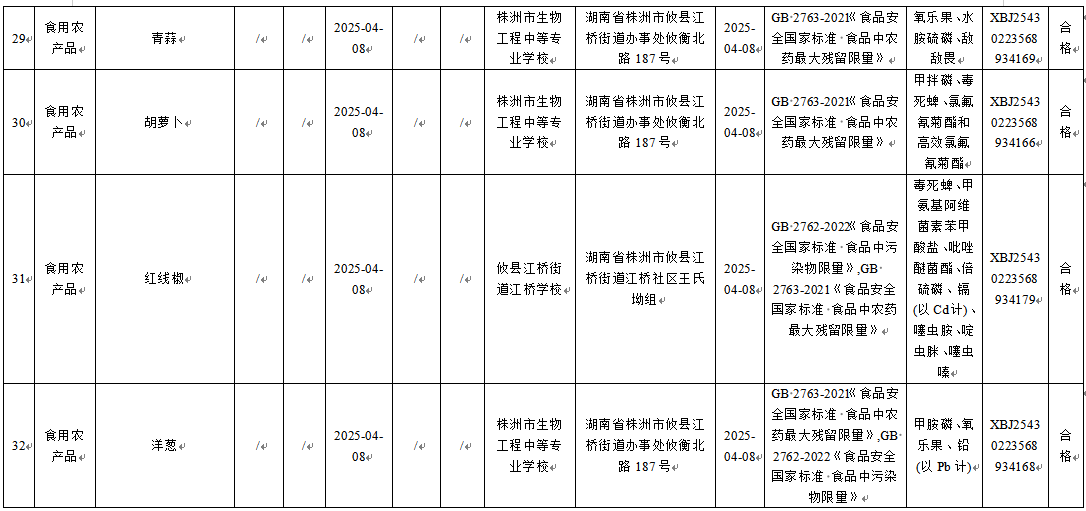 29 食用农产品 青蒜 / / 2025-04-08 / / 株洲市生物工程中等专业学校 湖南省株洲市攸县江桥街道办事处攸衡北路 187 号 2025-04-08 GB 2763-2021《食品安全国家标准 食品中农药最大残留限量》 氧乐果、水胺硫磷、敌敌畏 XBJ25430223568934169 合格
30 食用农产品 胡萝卜 / / 2025-04-08 / / 株洲市生物工程中等专业学校 湖南省株洲市攸县江桥街道办事处攸衡北路 187 号 2025-04-08 GB 2763-2021《食品安全国家标准 食品中农药最大残留限量》 甲拌磷、毒死蜱、氯氟氰菊酯和高效氯氟氰菊酯 XBJ25430223568934166 合格
31 食用农产品 红线椒 / / 2025-04-08 / / 攸县江桥街道江桥学校 湖南省株洲市攸县江桥街道江桥社区王氏坳组 2025-04-08 GB 2762-2022《食品安全国家标准 食品中污染物限量》,GB 2763-2021《食品安全国家标准 食品中农药最大残留限量》 毒死蜱、甲氨基阿维菌素苯甲酸盐、吡唑醚菌酯、倍硫磷、镉(以 Cd 计)、噻虫胺、啶虫脒、噻虫嗪 XBJ25430223568934179 合格
32 食用农产品 洋葱 / / 2025-04-08 / / 株洲市生物工程中等专业学校 湖南省株洲市攸县江桥街道办事处攸衡北路 187 号 2025-04-08 GB 2763-2021《食品安全国家标准 食品中农药最大残留限量》,GB 2762-2022《食品安全国家标准 食品中污染物限量》 甲胺磷、氧乐果、铅(以 Pb 计) XBJ25430223568934168 合格